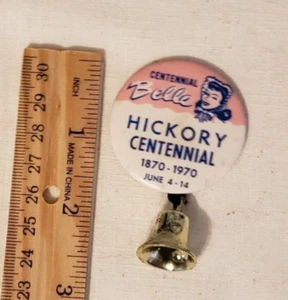 CENTENNIAL
Belle
HICKORY
CENTENNIAL
1870-1970
JUNE 4-14
INCH
1
MADE IN CHINA
2
3
30
29
28
27
26
25
24
23